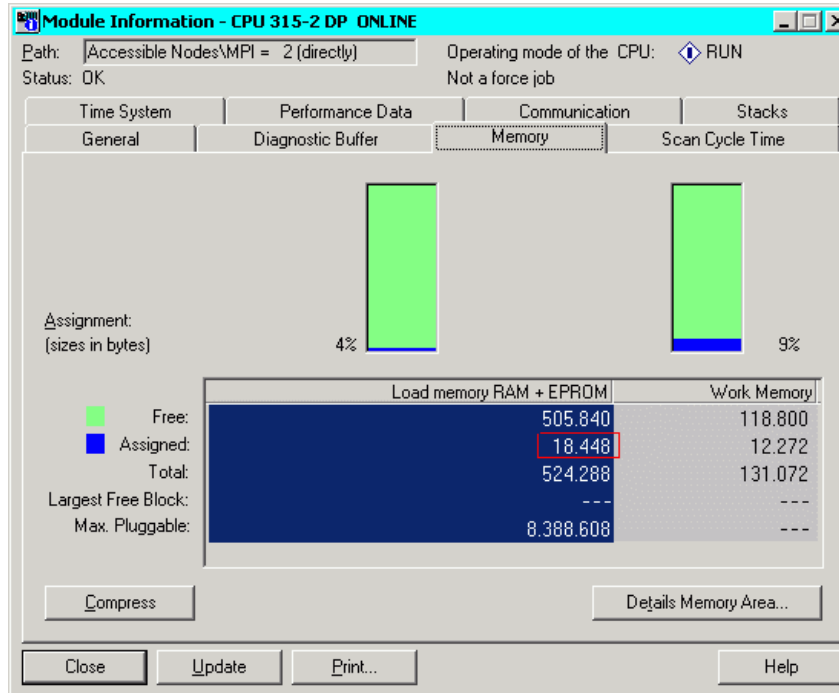 Module Information - CPU 315-2 DP ONLINE
Path: Accessible Nodes\MPI = 2 (directly) Operating mode of the CPU: RUN
Status: OK Not a force job
Time System Performance Data Communication Stacks
General Diagnostic Buffer Memory Scan Cycle Time
Assignment:
(sizes in bytes) 4% 9%
Load memory RAM + EPROM Work Memory
Free: 505.840 118.800
Assigned: 18.448 12.272
Total: 524.288 131.072
Largest Free Block: --- ---
Max. Pluggable: 8.388.608 ---
Compress Details Memory Area...
Close Update Print... Help